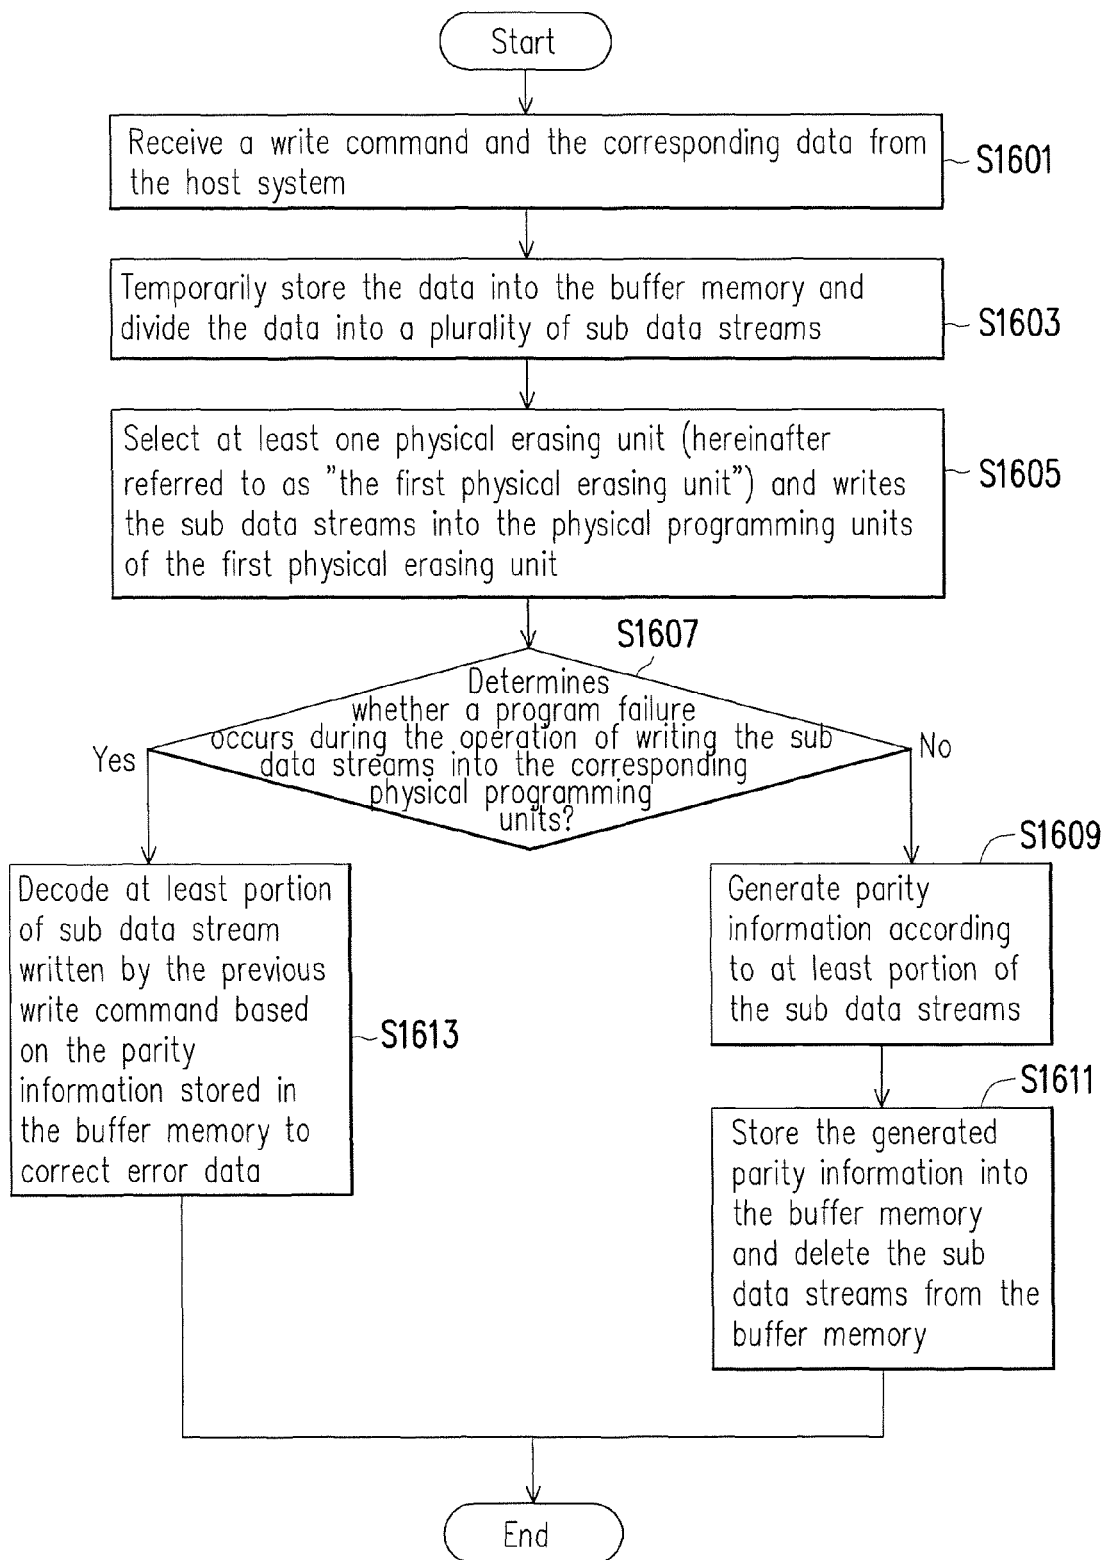 Start
Receive a write command and the corresponding data from
the host system
S1601
Temporarily store the data into the buffer memory and
divide the data into a plurality of sub data streams
S1603
Select at least one physical erasing unit (hereinafter
referred to as "the first physical erasing unit") and writes
the sub data streams into the physical programming units
of the first physical erasing unit
S1605
S1607
Determines
whether a program failure
occurs during the operation of writing the sub
data streams into the corresponding
physical programming
units?
Yes
No
Decode at least portion
of sub data stream
written by the previous
write command based
on the parity
information stored in
the buffer memory to
correct error data
S1613
S1609
Generate parity
information according
to at least portion of
the sub data streams
S1611
Store the generated
parity information into
the buffer memory
and delete the sub
data streams from the
buffer memory
End